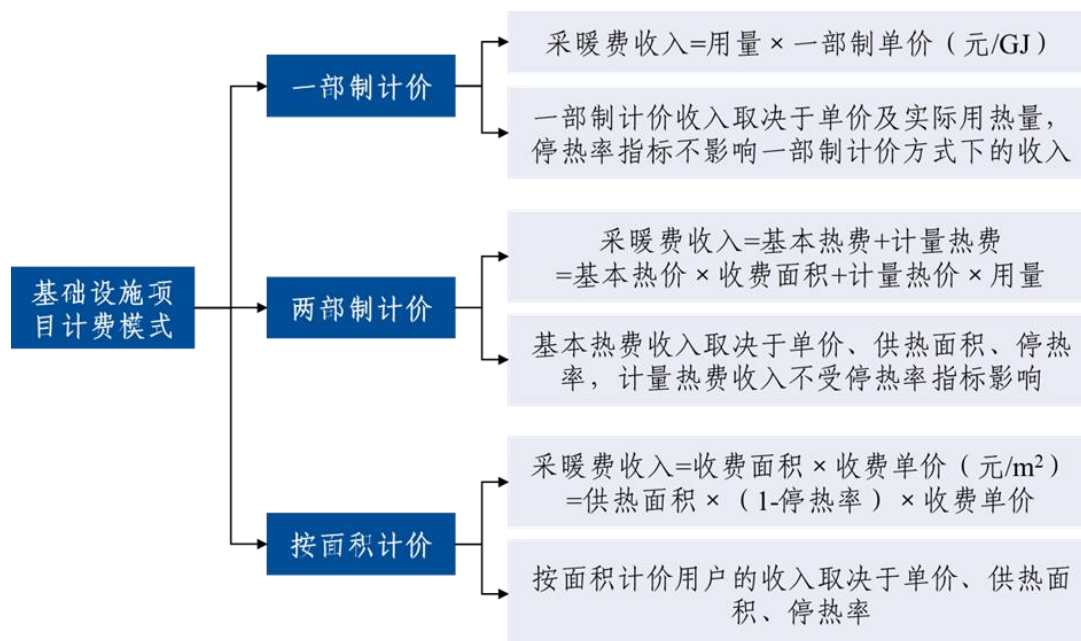 基础设施项
目计费模式
一部制计价
采暖费收入=用量×一部制单价（元/GJ）
一部制计价收入取决于单价及实际用热量，
停热率指标不影响一部制计价方式下的收入
两部制计价
采暖费收入=基本热费+计量热费
=基本热价×收费面积+计量热价×用量
基本热费收入取决于单价、供热面积、停热
率，计量热费收入不受停热率指标影响
按面积计价
采暖费收入=收费面积×收费单价（元/m²）
=供热面积×（1-停热率）×收费单价
按面积计价用户的收入取决于单价、供热面
积、停热率